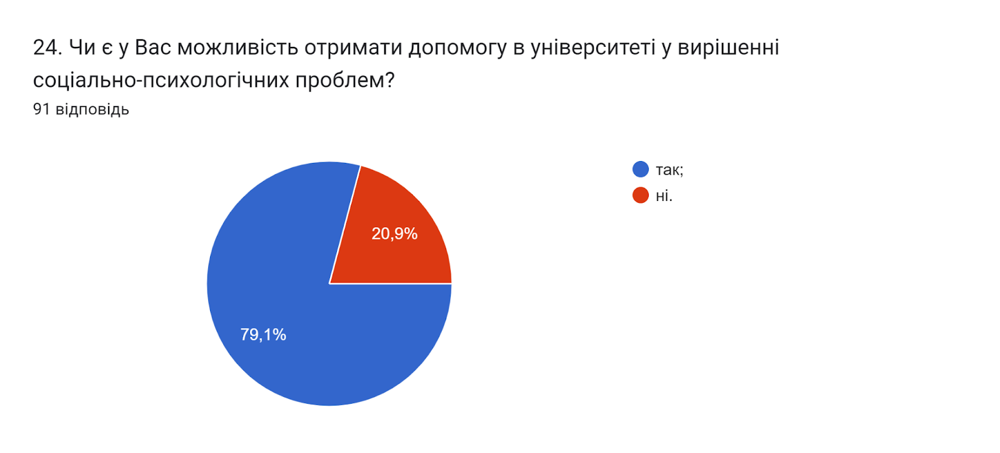 24. Чи є у Вас можливість отримати допомогу в університеті у вирішенні
соціально-психологічних проблем?
91 відповідь
так;
ні.
20,9%
79,1%